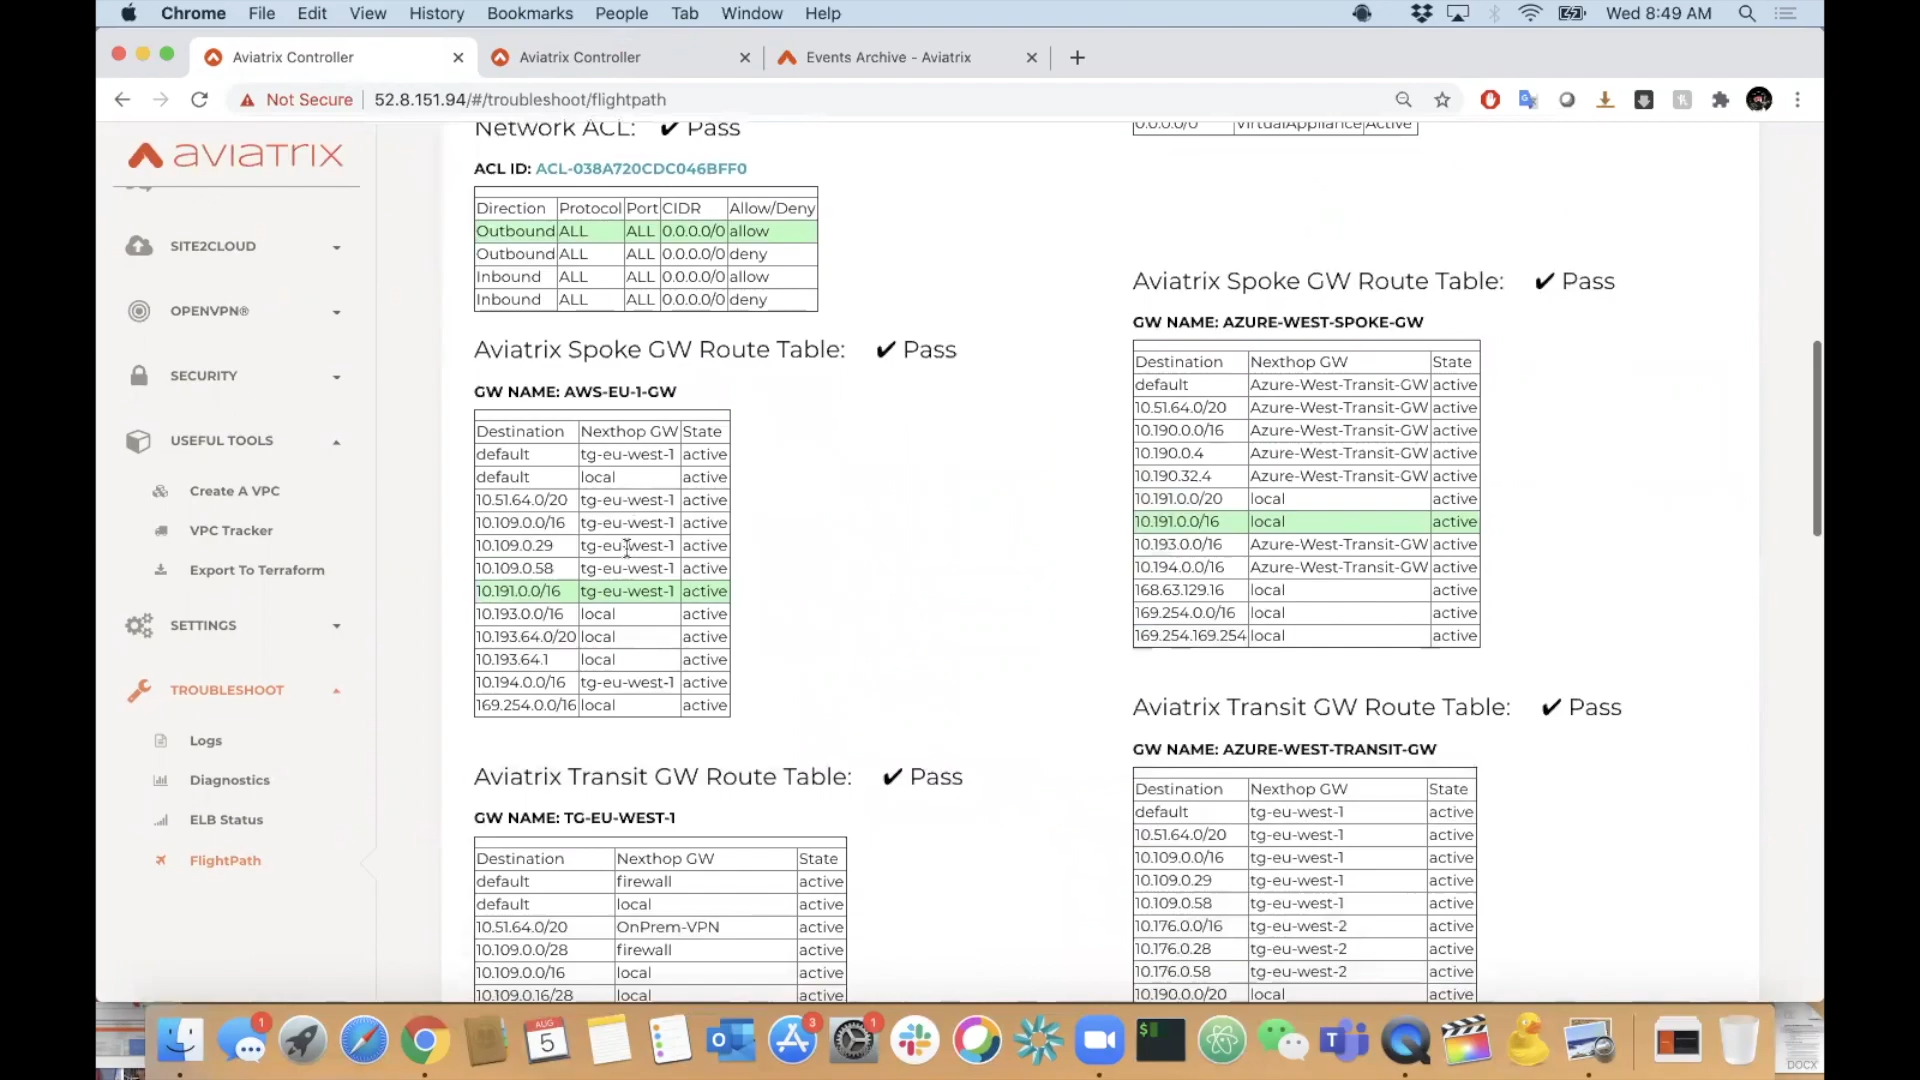 Chrome File Edit View History Bookmarks People Tab Window Help Wed 8:49 AM
Aviatrix Controller Aviatrix Controller Events Archive - Aviatrix
Not Secure 52.8.151.94/#/troubleshoot/flightpath
aviatrix
SITE2CLOUD
OPENVPN®
SECURITY
USEFUL TOOLS
Create A VPC
VPC Tracker
Export To Terraform
SETTINGS
TROUBLESHOOT
Logs
Diagnostics
ELB Status
FlightPath
Network ACL: ✔ Pass
ACL ID: ACL-038A720CDC046BFF0
Direction Protocol Port CIDR Allow/Deny
Outbound ALL ALL 0.0.0.0/0 allow
Outbound ALL ALL 0.0.0.0/0 deny
Inbound ALL ALL 0.0.0.0/0 allow
Inbound ALL ALL 0.0.0.0/0 deny
Aviatrix Spoke GW Route Table: ✔ Pass
GW NAME: AWS-EU-1-GW
Destination Nexthop GW State
default tg-eu-west-1 active
default local active
10.51.64.0/20 tg-eu-west-1 active
10.109.0.0/16 tg-eu-west-1 active
10.109.0.29 tg-eu-west-1 active
10.109.0.58 tg-eu-west-1 active
10.191.0.0/16 tg-eu-west-1 active
10.193.0.0/16 local active
10.193.64.0/20 local active
10.193.64.1 local active
10.194.0.0/16 tg-eu-west-1 active
169.254.0.0/16 local active
Aviatrix Transit GW Route Table: ✔ Pass
GW NAME: TG-EU-WEST-1
Destination Nexthop GW State
default firewall active
default local active
10.51.64.0/20 OnPrem-VPN active
10.109.0.0/28 firewall active
10.109.0.0/16 local active
10.109.0.16/28 local active
0.0.0.0/0 VirtualAppliance Active
Aviatrix Spoke GW Route Table: ✔ Pass
GW NAME: AZURE-WEST-SPOKE-GW
Destination Nexthop GW State
default Azure-West-Transit-GW active
10.51.64.0/20 Azure-West-Transit-GW active
10.190.0.0/16 Azure-West-Transit-GW active
10.190.0.4 Azure-West-Transit-GW active
10.190.32.4 Azure-West-Transit-GW active
10.191.0.0/20 local active
10.191.0.0/16 local active
10.193.0.0/16 Azure-West-Transit-GW active
10.194.0.0/16 Azure-West-Transit-GW active
168.63.129.16 local active
169.254.0.0/16 local active
169.254.169.254 local active
Aviatrix Transit GW Route Table: ✔ Pass
GW NAME: AZURE-WEST-TRANSIT-GW
Destination Nexthop GW State
default tg-eu-west-1 active
10.51.64.0/20 tg-eu-west-1 active
10.109.0.0/16 tg-eu-west-1 active
10.109.0.29 tg-eu-west-1 active
10.109.0.58 tg-eu-west-1 active
10.176.0.0/16 tg-eu-west-2 active
10.176.0.28 tg-eu-west-2 active
10.176.0.58 tg-eu-west-2 active
10.190.0.0/20 local active
1
AUG
5
3
1
$
DOCX